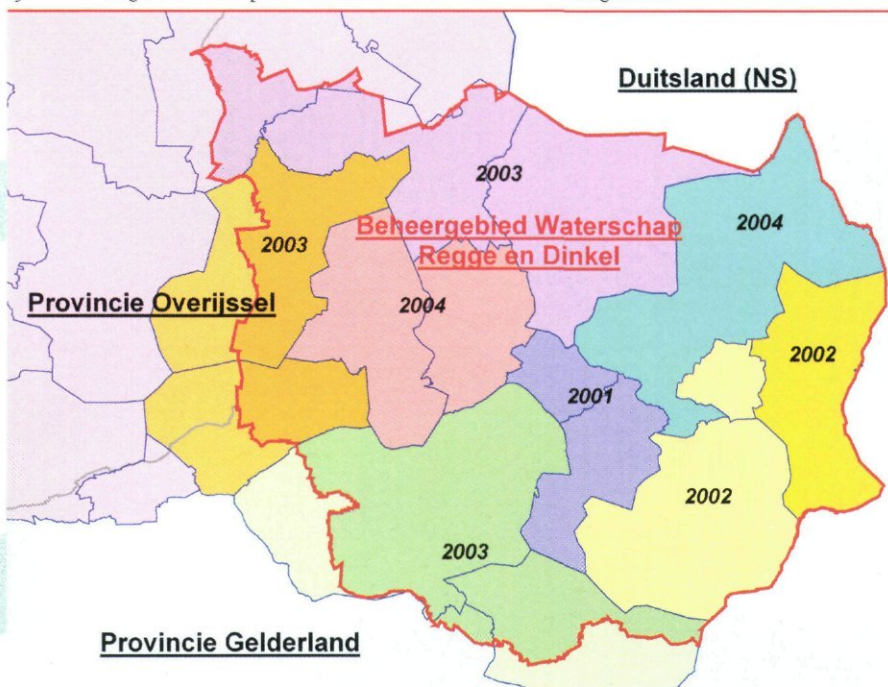 Duitsland (NS)
2003
2004
Beheergebied Waterschap
Regge en Dinkel
2003
Provincie Overijssel
2004
2002
2001
2002
2003
Provincie Gelderland